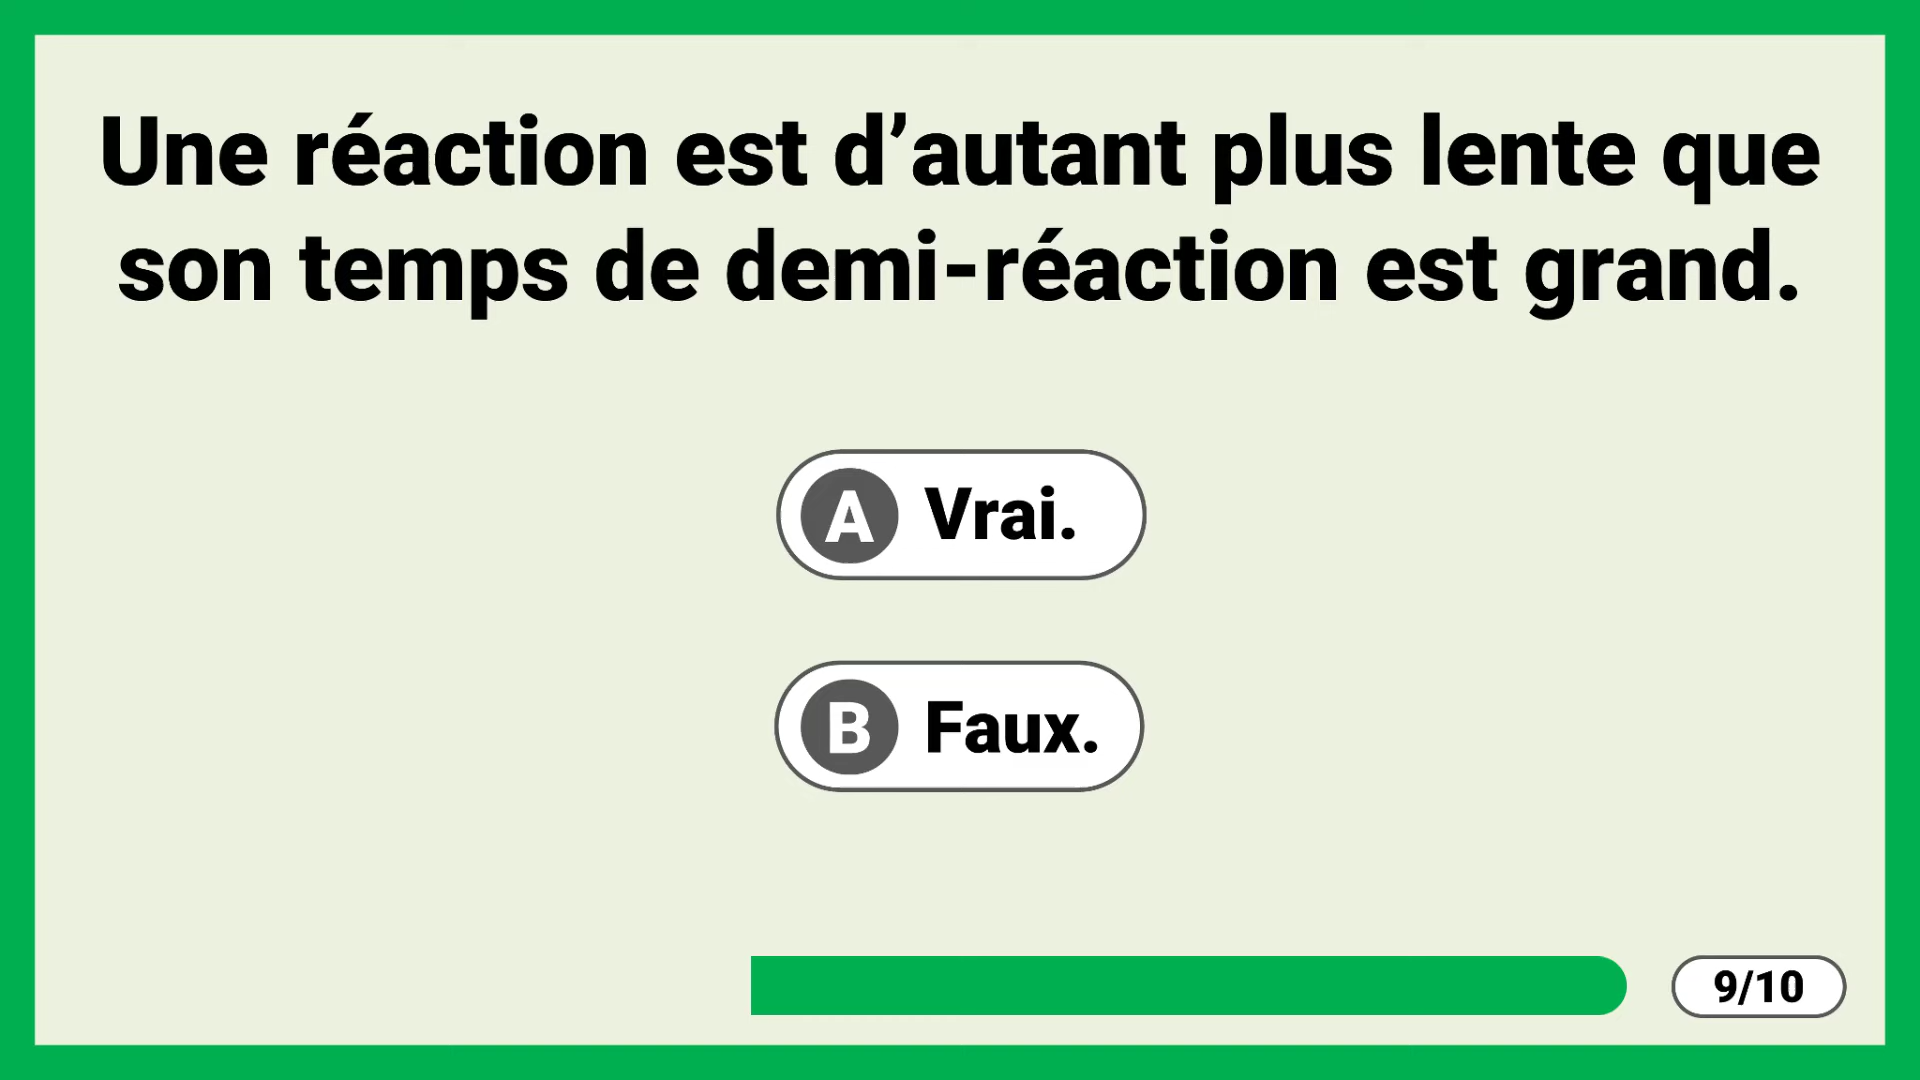 Une réaction est d’autant plus lente que
son temps de demi-réaction est grand.
A Vrai.
B Faux.
9/10